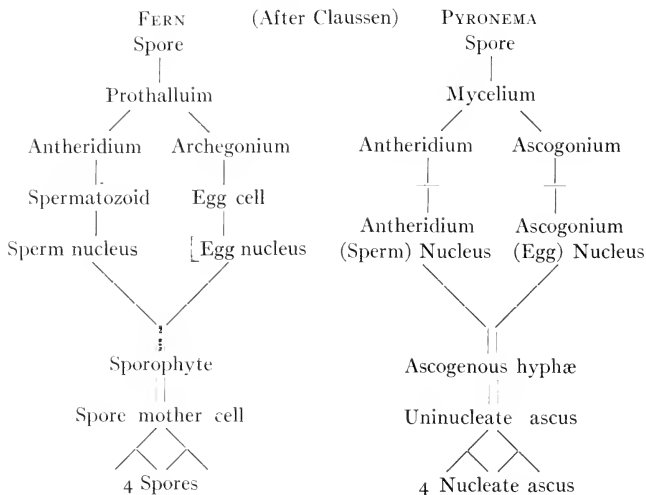 FERN (After Claussen) PYRONEMA
Spore Spore
Prothalluim Mycelium
Antheridium Archegonium Antheridium Ascogonium
Spermatozoid Egg cell
Antheridium Ascogonium
Sperm nucleus [Egg nucleus (Sperm) Nucleus (Egg) Nucleus
Sporophyte Ascogenous hyphæ
Spore mother cell Uninucleate ascus
4 Spores 4 Nucleate ascus